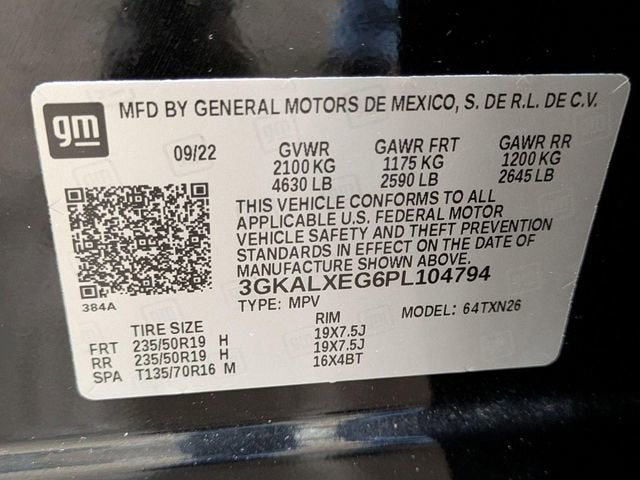 gm
MFD BY GENERAL MOTORS DE MEXICO, S. DE R.L. DE C.V.
09/22 GVWR GAWR FRT GAWR RR
2100 KG 1175 KG 1200 KG
4630 LB 2590 LB 2645 LB
THIS VEHICLE CONFORMS TO ALL
APPLICABLE U.S. FEDERAL MOTOR
VEHICLE SAFETY AND THEFT PREVENTION
STANDARDS IN EFFECT ON THE DATE OF
MANUFACTURE SHOWN ABOVE.
3GKALXEG6PL104794
384A
TYPE: MPV MODEL: 64TXN26
TIRE SIZE RIM
FRT 235/50R19 H 19X7.5J
RR 235/50R19 H 19X7.5J
SPA T135/70R16 M 16X4BT